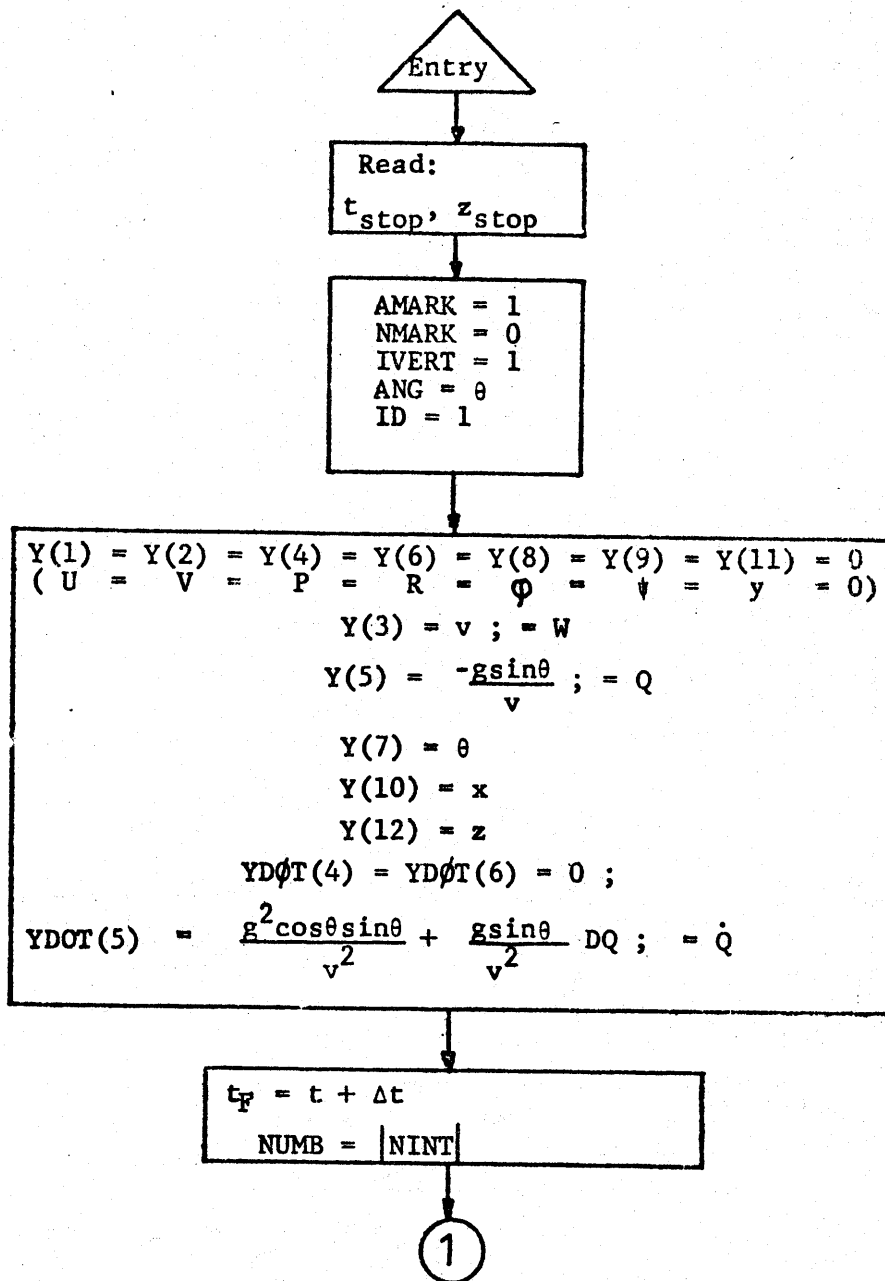 Entry
Read:
t_stop, z_stop
AMARK = 1
NMARK = 0
IVERT = 1
ANG = θ
ID = 1
Y(1) = Y(2) = Y(4) = Y(6) = Y(8) = Y(9) = Y(11) = 0
( U = V = P = R = φ = ψ = y = 0)
Y(3) = v ; = W
Y(5) = -gsinθ / v ; = Q
Y(7) = θ
Y(10) = x
Y(12) = z
YDØT(4) = YDØT(6) = 0 ;
YDOT(5) = g²cosθsinθ / v² + gsinθ / v² DQ ; = Q̇
t_F = t + Δt
NUMB = |NINT|
1